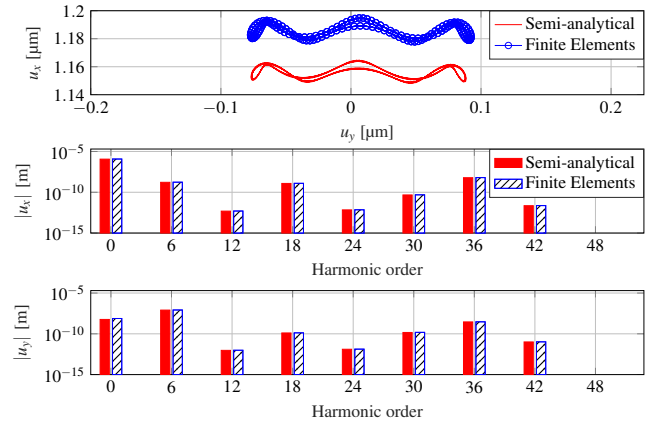 1.2
1.18
1.16
1.14
u_x [µm]
Semi-analytical
Finite Elements
−0.2 −0.1 0 0.1 0.2
u_y [µm]
10^−5
10^−10
10^−15
|u_x| [m]
Semi-analytical
Finite Elements
0 6 12 18 24 30 36 42 48
Harmonic order
10^−5
10^−10
10^−15
|u_y| [m]
0 6 12 18 24 30 36 42 48
Harmonic order